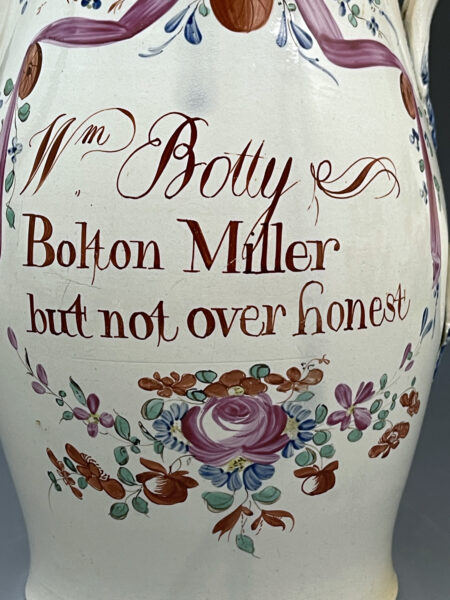 Wm Botty
Bolton Miller
but not over honest